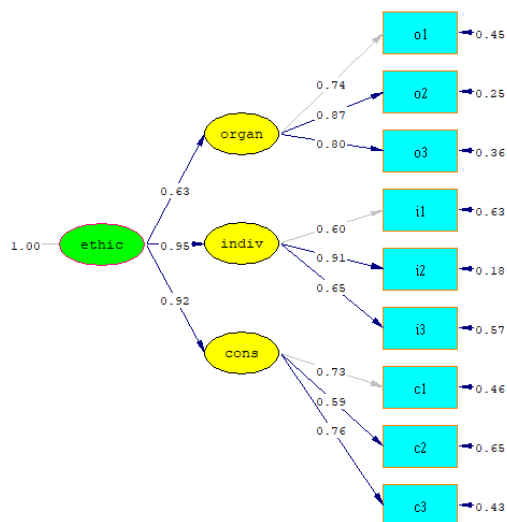 o1
0.45
0.74
o2
0.25
0.87
organ
0.80
o3
0.36
0.63
i1
0.63
0.60
1.00
ethic
0.95
indiv
0.91
i2
0.18
0.65
0.92
i3
0.57
cons
0.73
c1
0.46
0.59
0.76
c2
0.65
c3
0.43